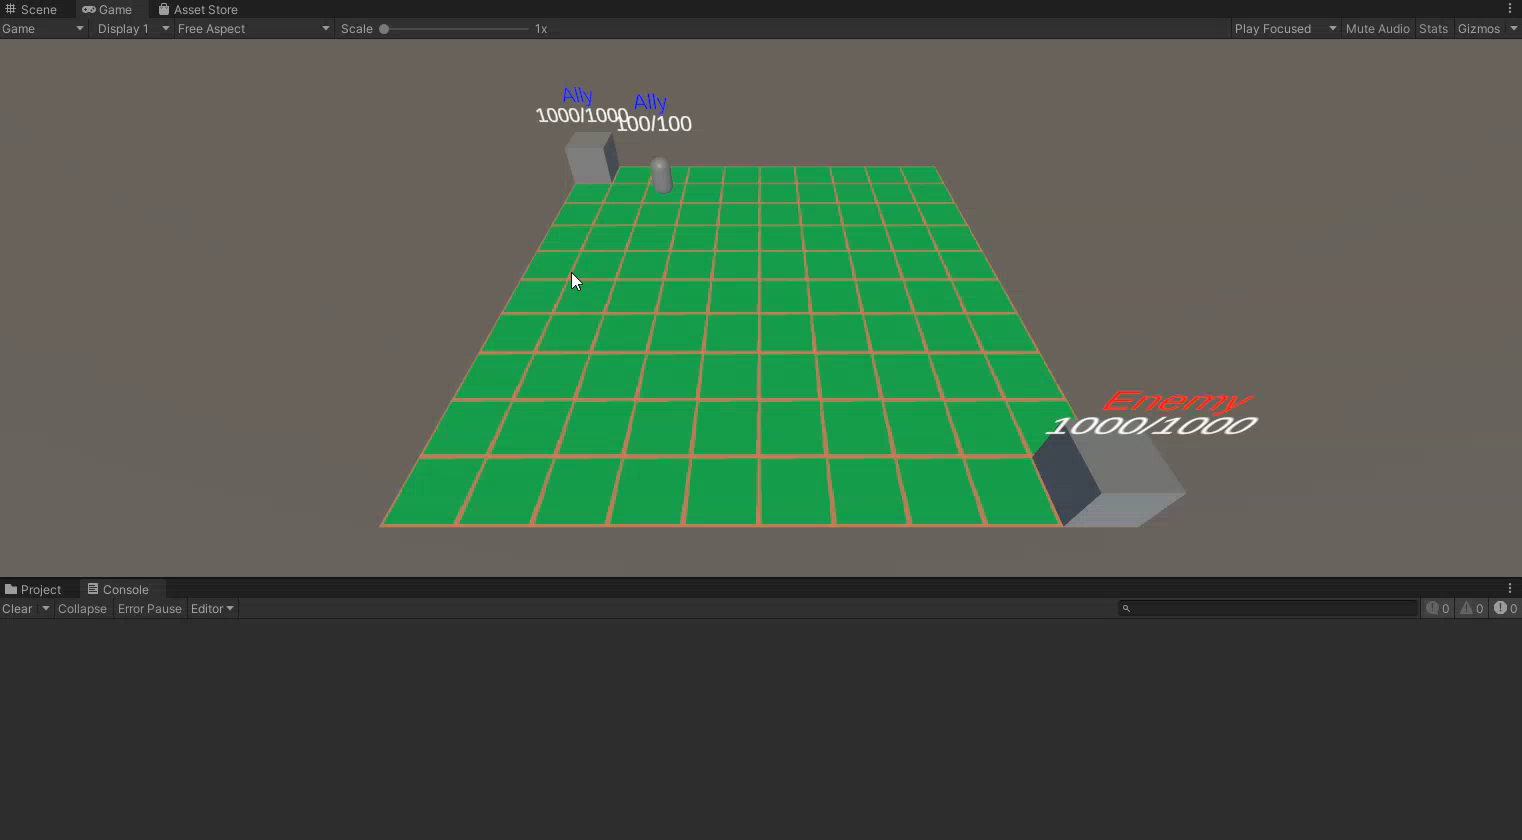 Scene Game Asset Store
Game Display 1 Free Aspect Scale 1x Play Focused Mute Audio Stats Gizmos
Ally
1000/1000
Ally
100/100
Enemy
1000/1000
Project Console
Clear Collapse Error Pause Editor 0 0 0